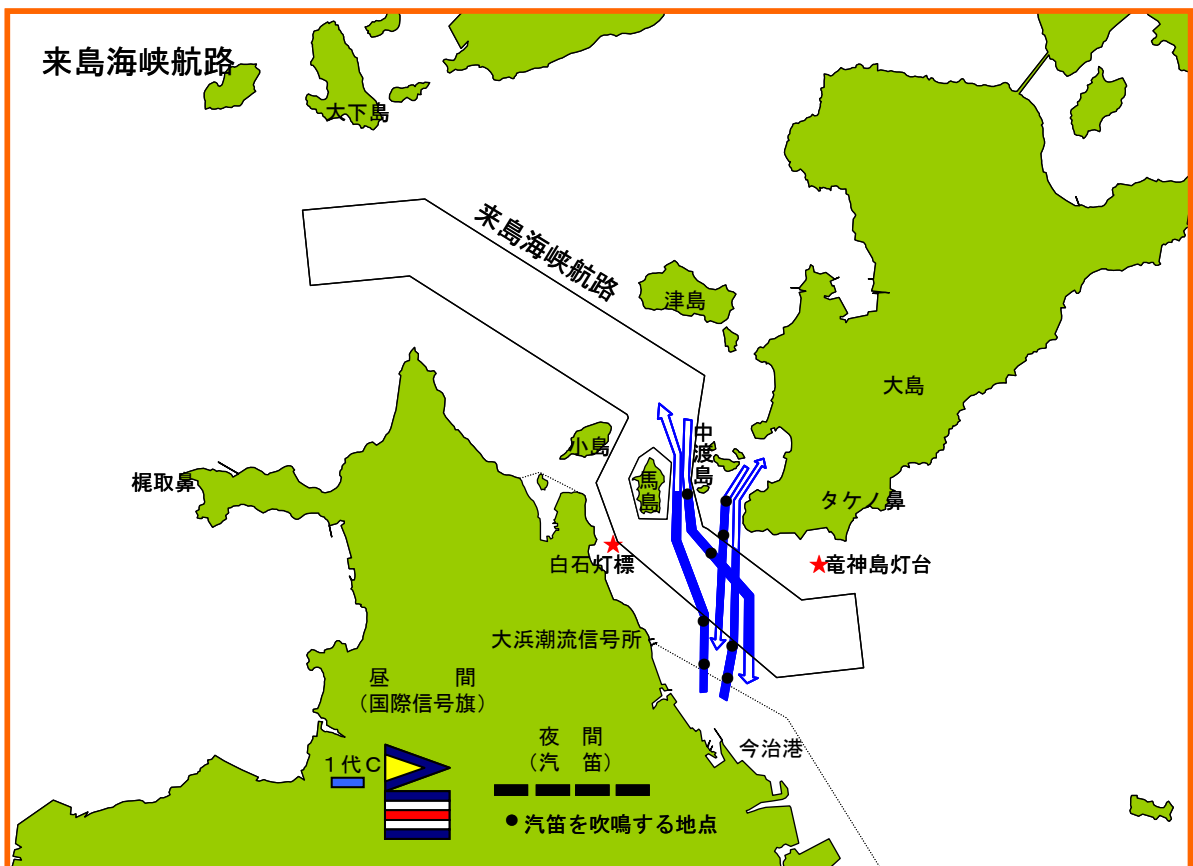 来島海峡航路
大下島
来島海峡航路
津島
大島
小島
中渡島
馬島
梶取鼻
タケノ鼻
白石灯標
竜神島灯台
大浜潮流信号所
昼 間
(国際信号旗)
夜 間
(汽 笛)
今治港
1代C
汽笛を吹鳴する地点